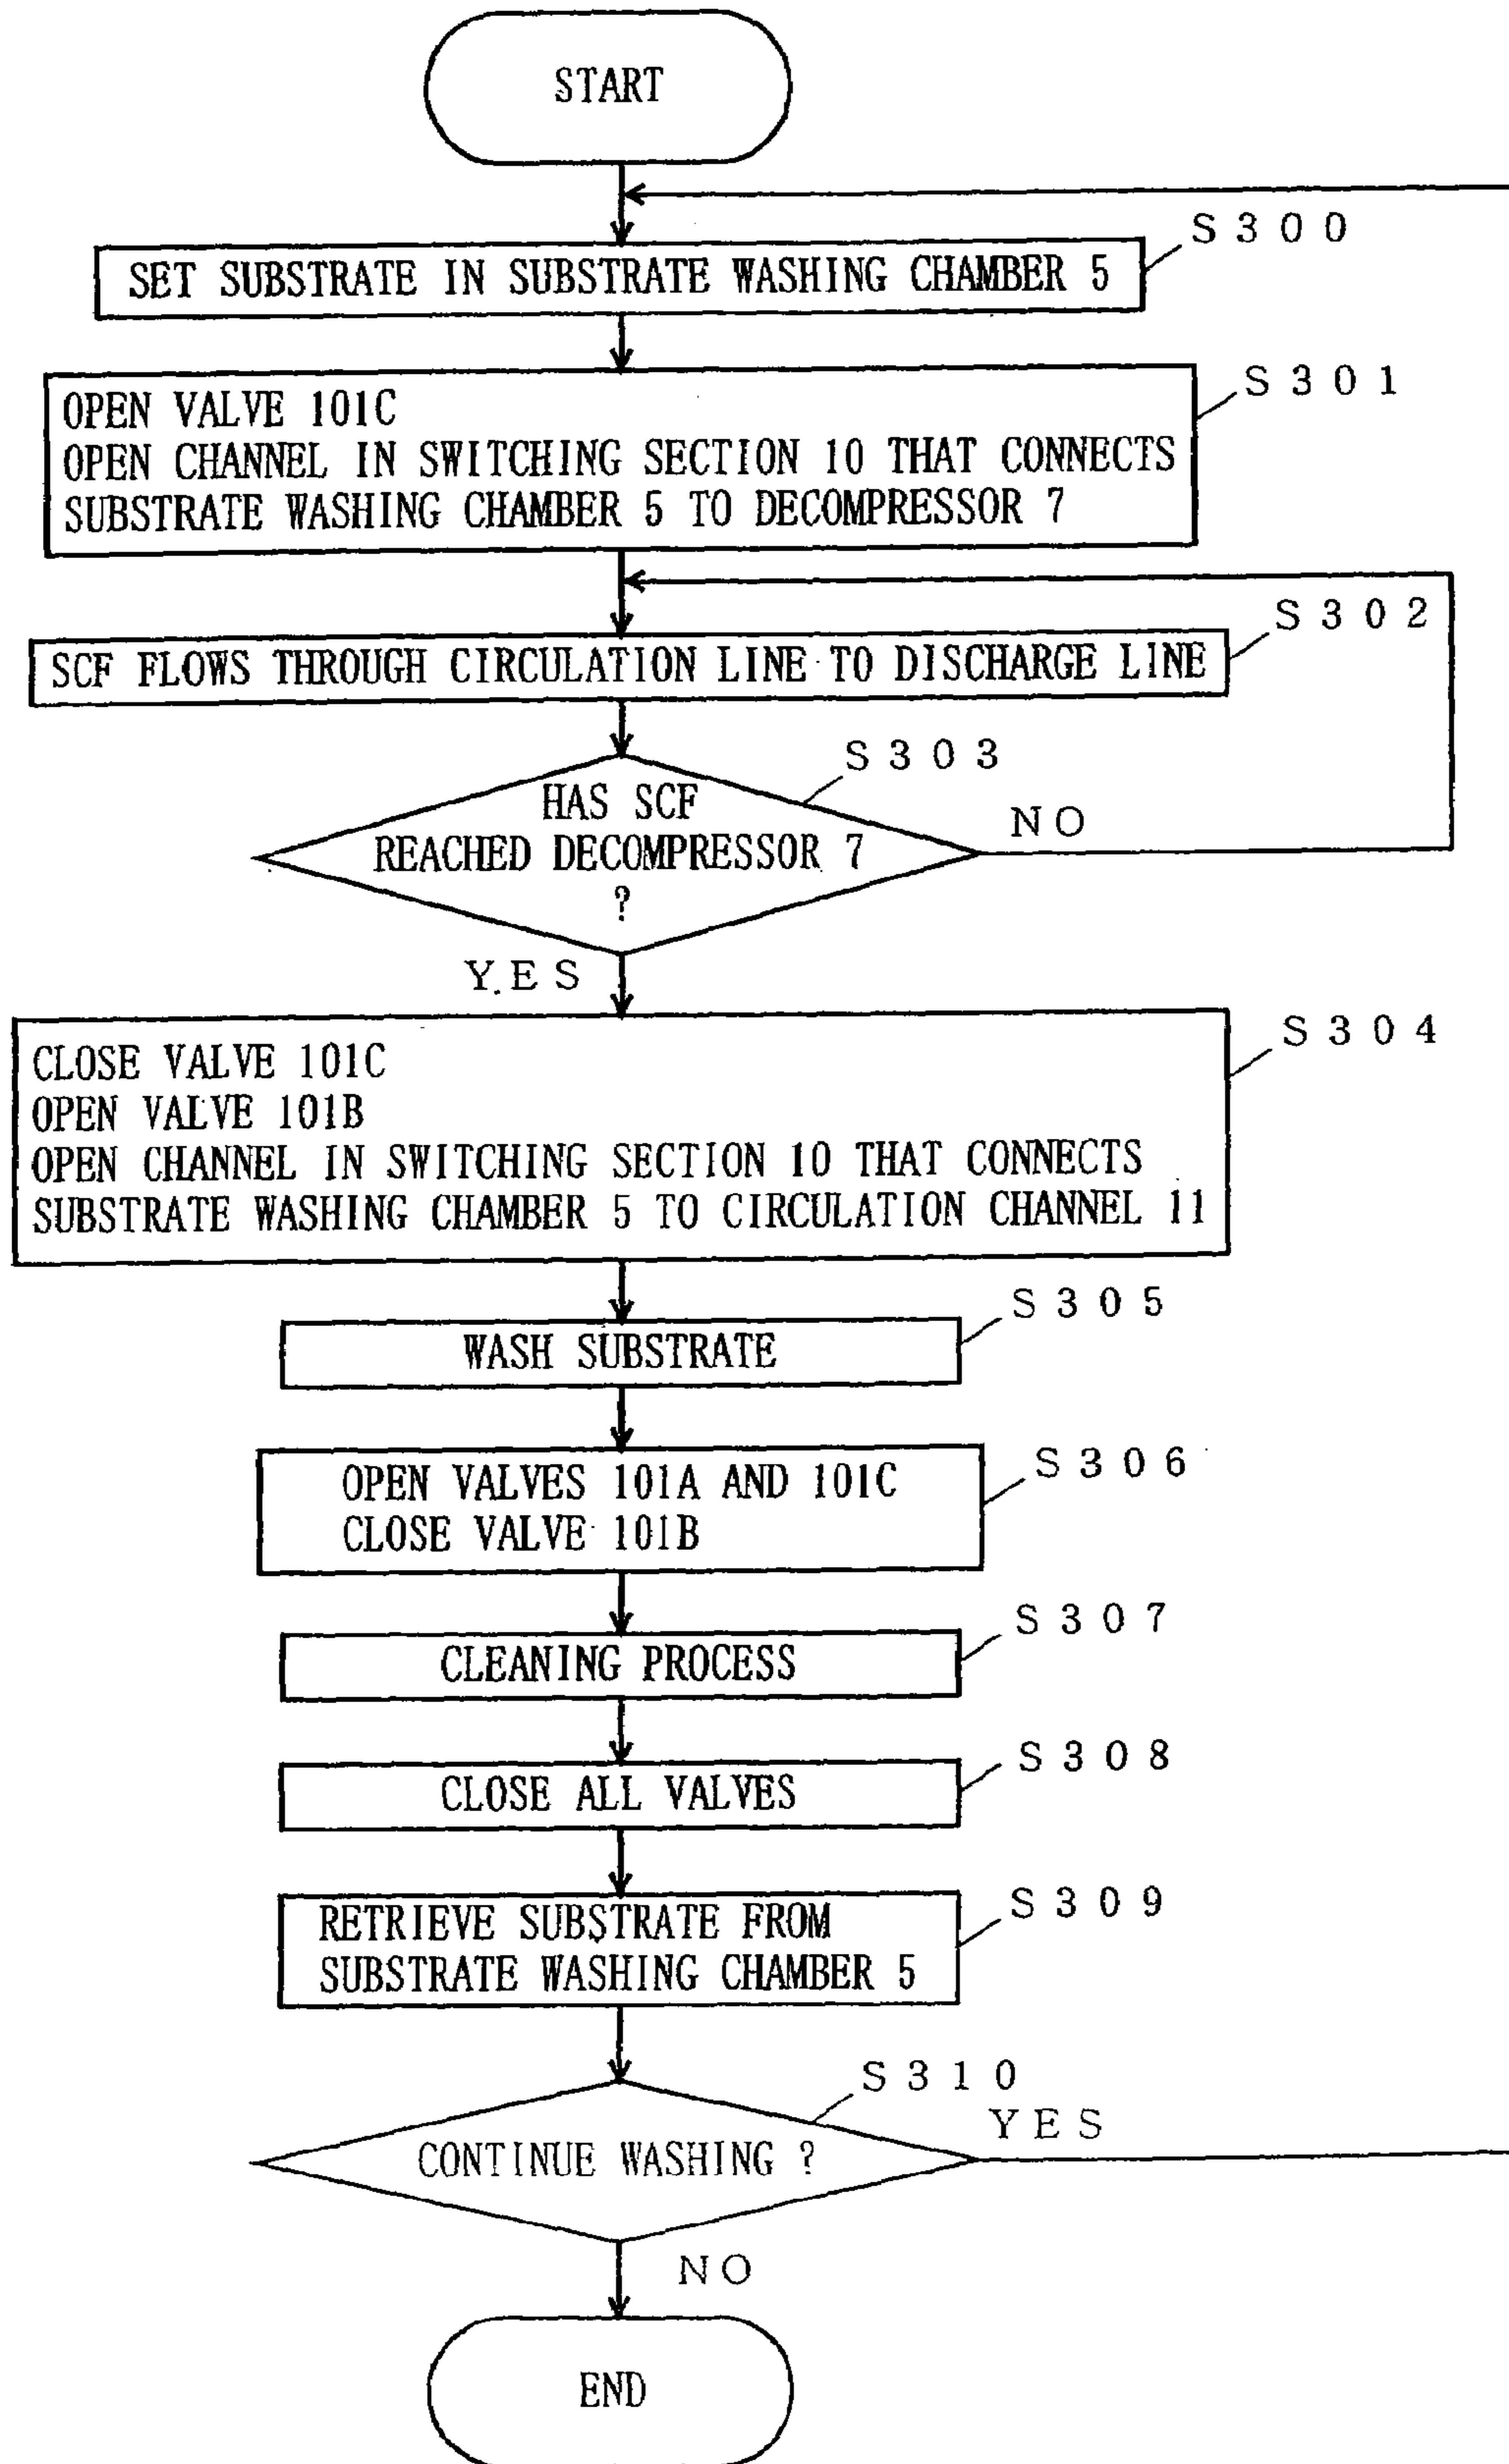 START
S300
SET SUBSTRATE IN SUBSTRATE WASHING CHAMBER 5
S301
OPEN VALVE 101C
OPEN CHANNEL IN SWITCHING SECTION 10 THAT CONNECTS
SUBSTRATE WASHING CHAMBER 5 TO DECOMPRESSOR 7
S302
SCF FLOWS THROUGH CIRCULATION LINE TO DISCHARGE LINE
S303
HAS SCF
REACHED DECOMPRESSOR 7
?
NO
YES
S304
CLOSE VALVE 101C
OPEN VALVE 101B
OPEN CHANNEL IN SWITCHING SECTION 10 THAT CONNECTS
SUBSTRATE WASHING CHAMBER 5 TO CIRCULATION CHANNEL 11
S305
WASH SUBSTRATE
S306
OPEN VALVES 101A AND 101C
CLOSE VALVE 101B
S307
CLEANING PROCESS
S308
CLOSE ALL VALVES
S309
RETRIEVE SUBSTRATE FROM
SUBSTRATE WASHING CHAMBER 5
S310
CONTINUE WASHING ?
YES
NO
END